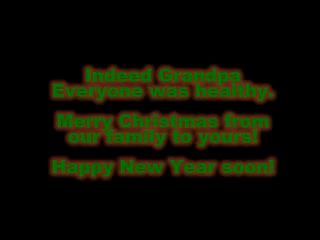 Indeed Grandpa
Everyone was healthy.
Merry Christmas from
our family to yours!
Happy New Year soon!